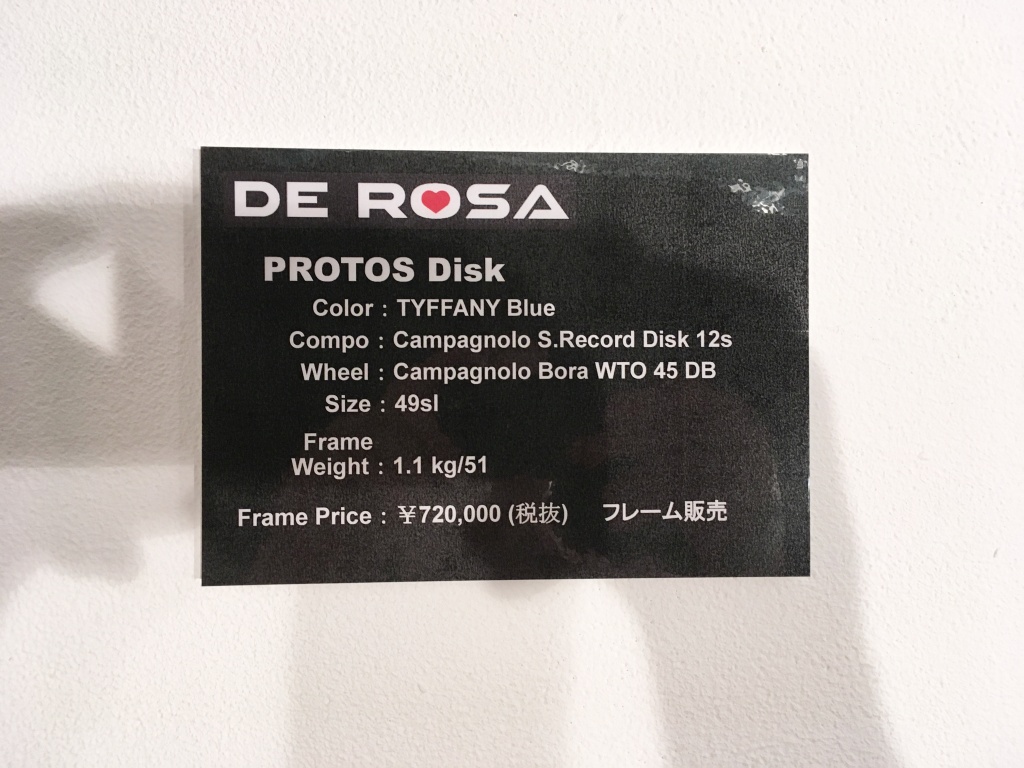 DE ROSA
PROTOS Disk
Color : TYFFANY Blue
Compo : Campagnolo S.Record Disk 12s
Wheel : Campagnolo Bora WTO 45 DB
Size : 49sl
Frame
Weight : 1.1 kg/51
Frame Price : ￥720,000 (税抜) フレーム販売